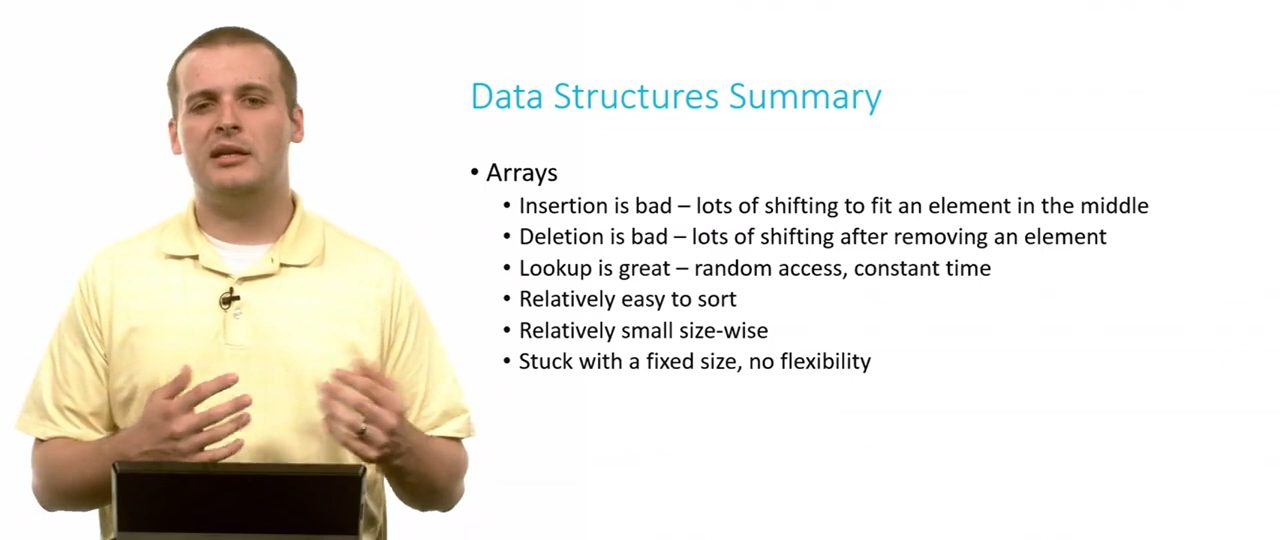 Data Structures Summary
• Arrays
• Insertion is bad – lots of shifting to fit an element in the middle
• Deletion is bad – lots of shifting after removing an element
• Lookup is great – random access, constant time
• Relatively easy to sort
• Relatively small size-wise
• Stuck with a fixed size, no flexibility